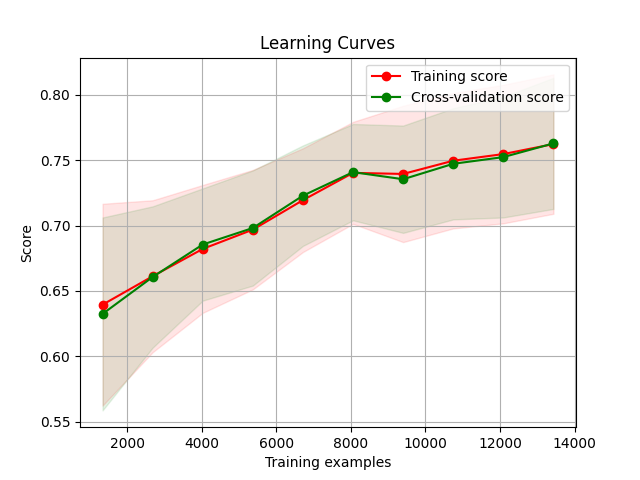 Learning Curves
Training score
Cross-validation score
0.80
0.75
0.70
0.65
0.60
0.55
Score
2000 4000 6000 8000 10000 12000 14000
Training examples